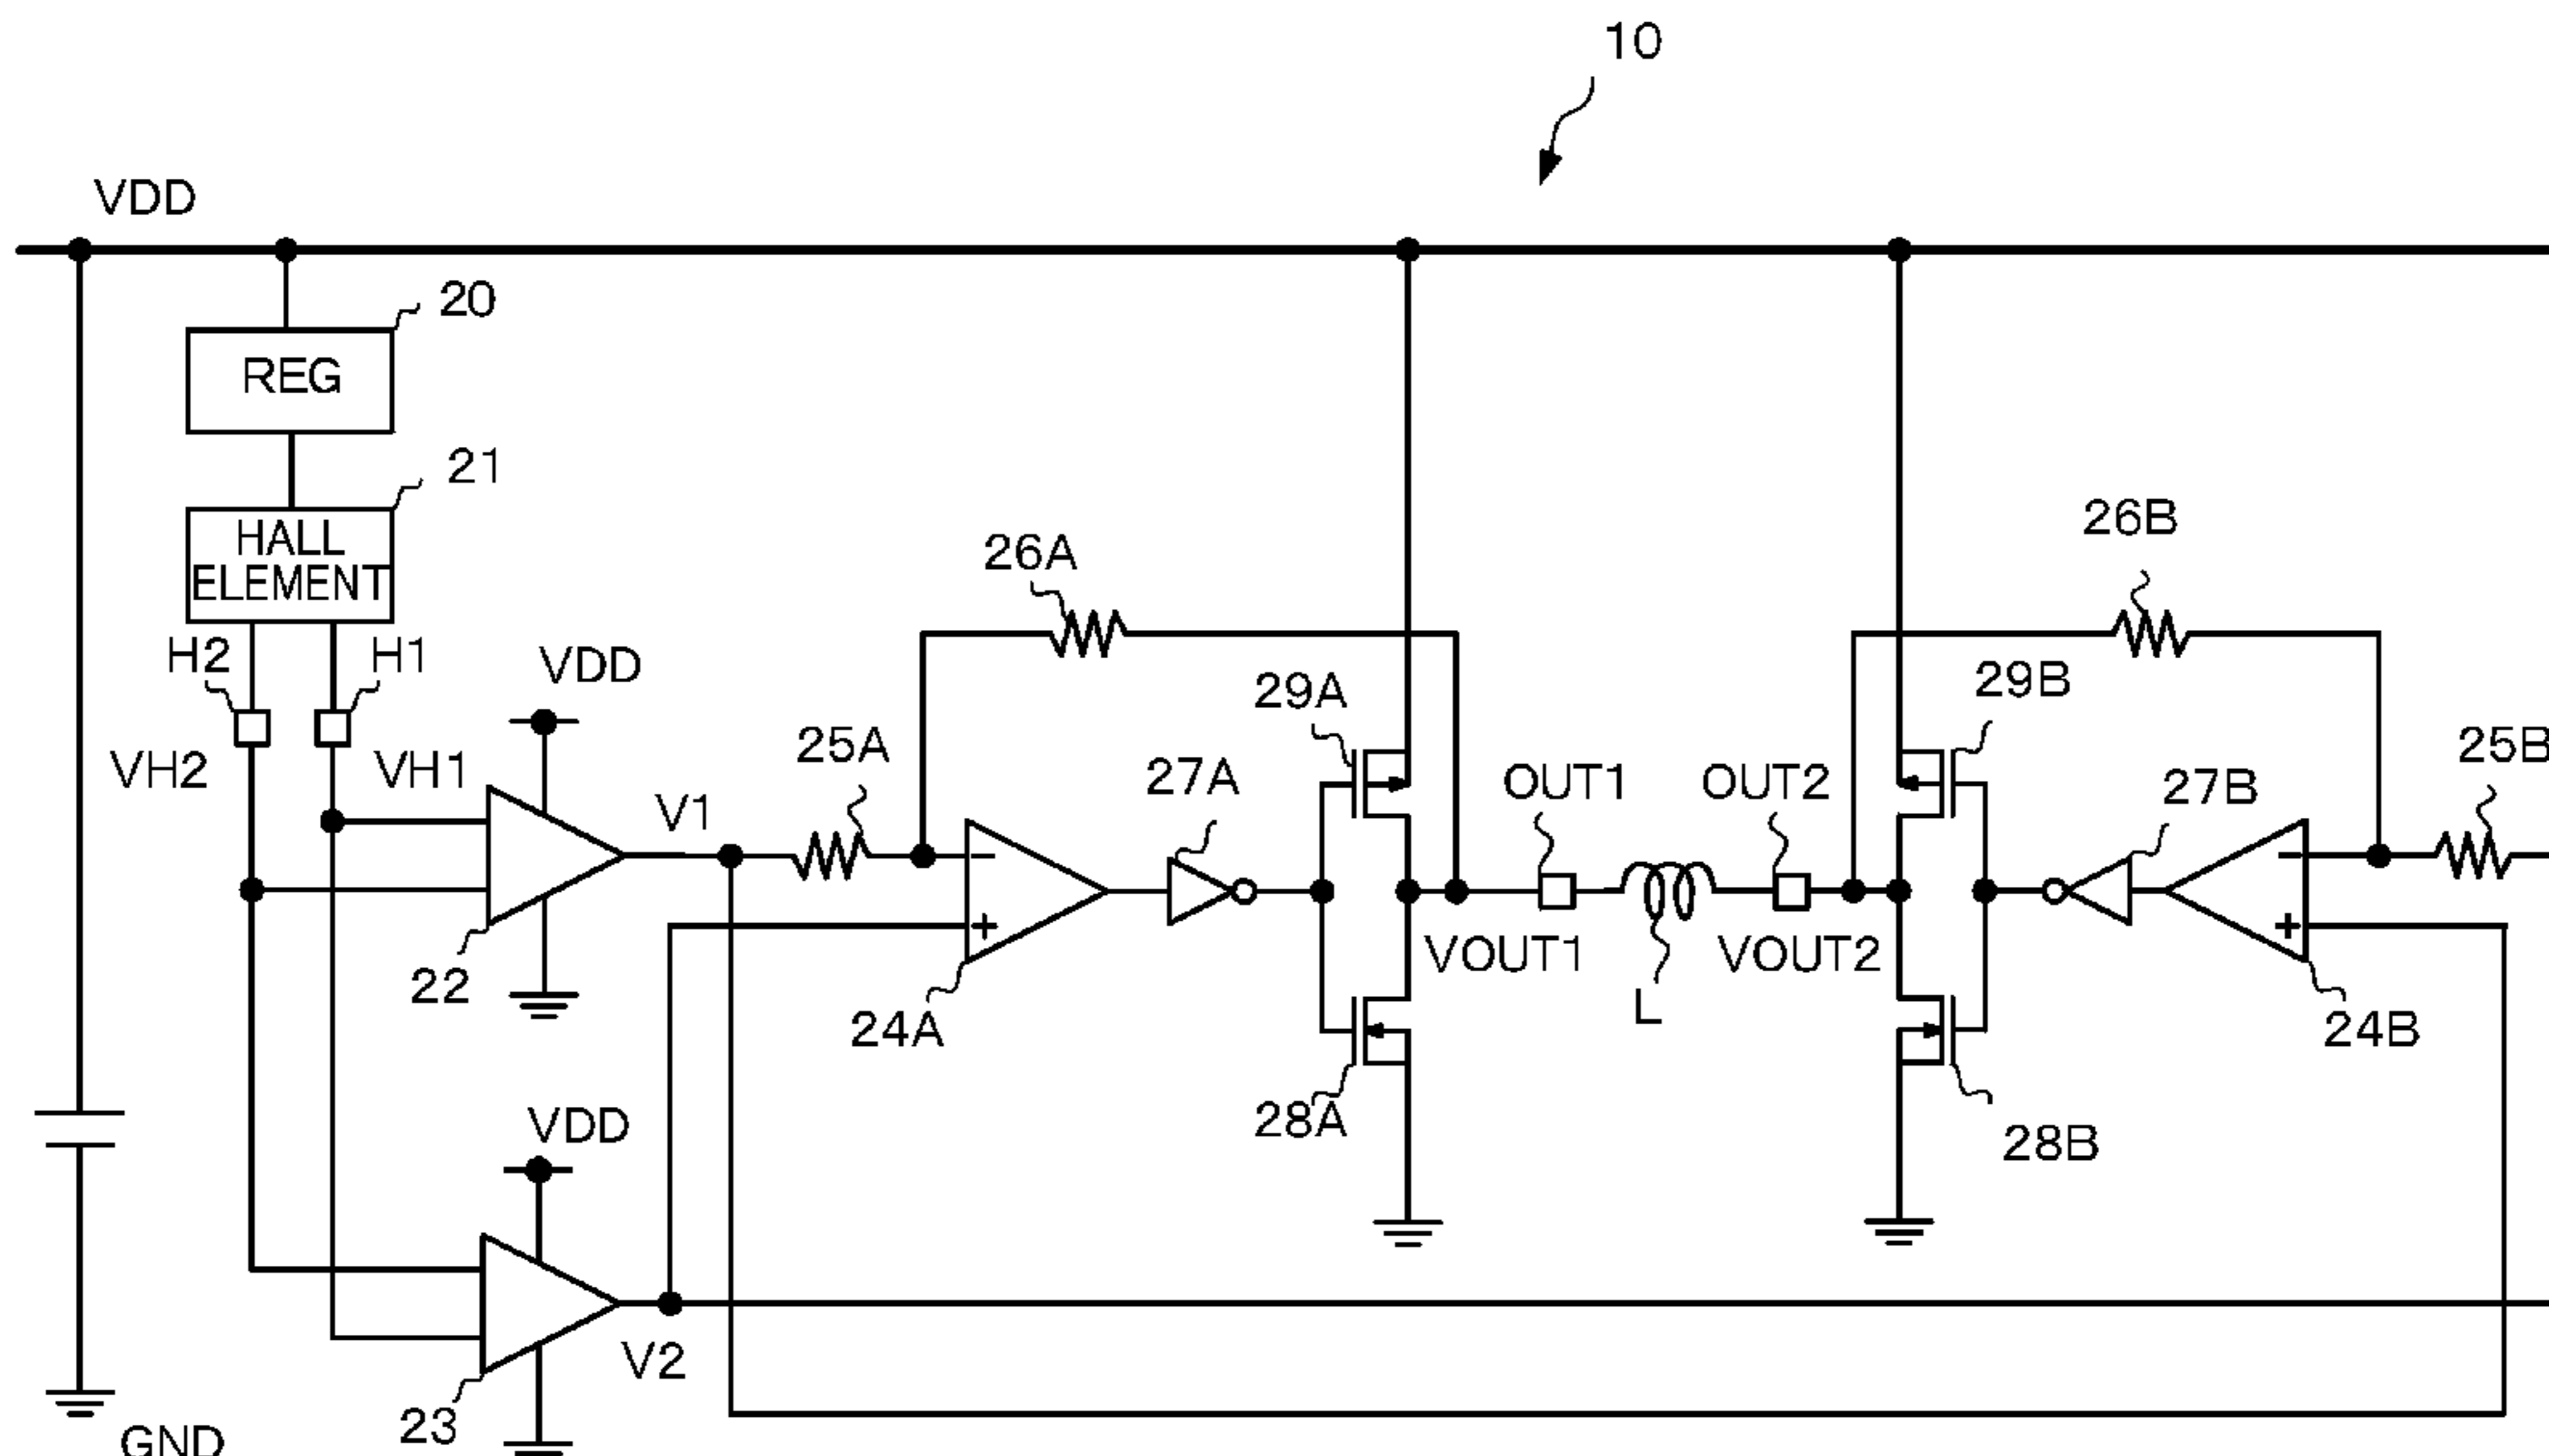 10
VDD
20
REG
21
HALL
ELEMENT
26B
26A
H2
H1
VDD
29A
29B
25A
25B
VH2
VH1
27A
OUT1
OUT2
27B
V1
VOUT1
VOUT2
22
L
24A
24B
28A
VDD
28B
V2
23
GND
−
+
−
+